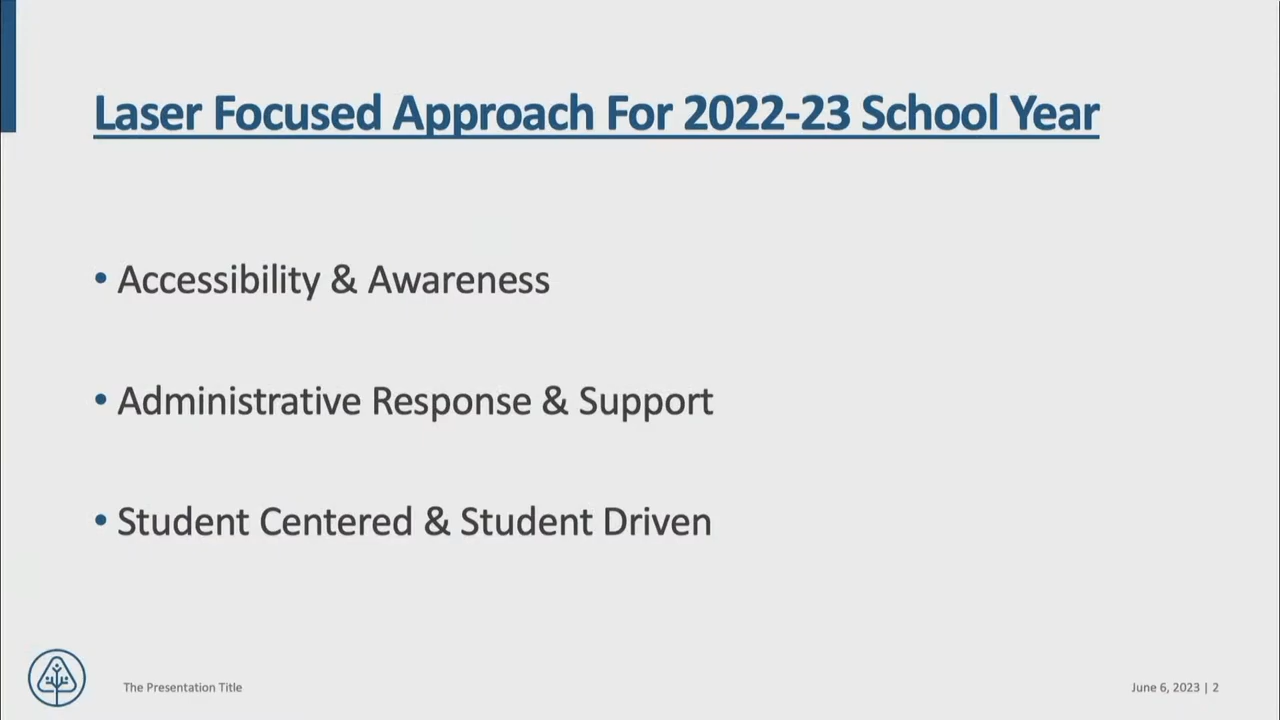 Laser Focused Approach For 2022-23 School Year
• Accessibility & Awareness
• Administrative Response & Support
• Student Centered & Student Driven
The Presentation Title
June 6, 2023 | 2